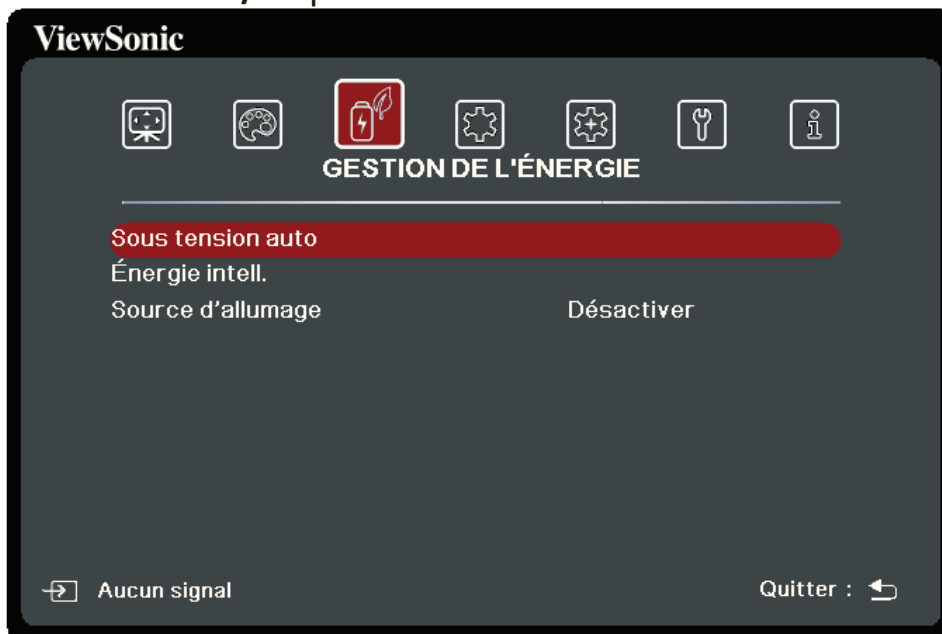 ViewSonic
GESTION DE L'ÉNERGIE
Sous tension auto
Énergie intell.
Source d’allumage Désactiver
Aucun signal Quitter :